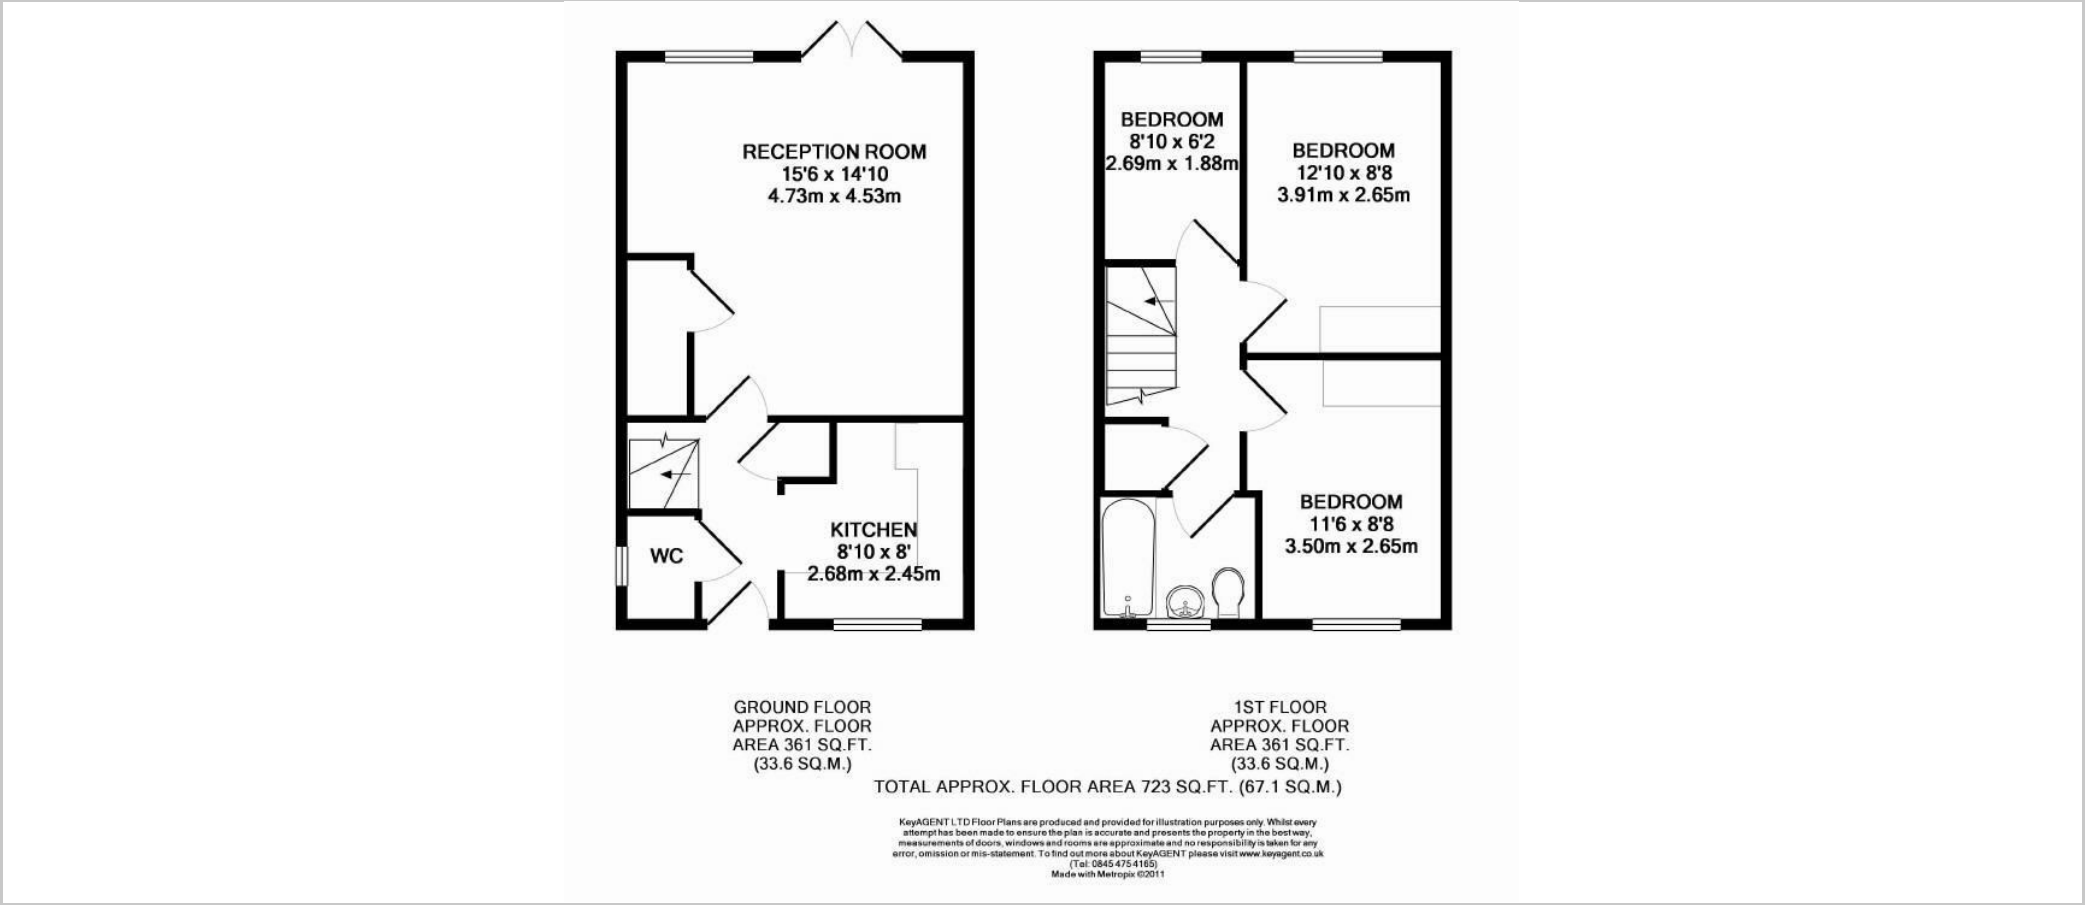 RECEPTION ROOM
15'6 x 14'10
4.73m x 4.53m
KITCHEN
8'10 x 8'
2.68m x 2.45m
WC
BEDROOM
8'10 x 6'2
2.69m x 1.88m
BEDROOM
12'10 x 8'8
3.91m x 2.65m
BEDROOM
11'6 x 8'8
3.50m x 2.65m
GROUND FLOOR
APPROX. FLOOR
AREA 361 SQ.FT.
(33.6 SQ.M.)
1ST FLOOR
APPROX. FLOOR
AREA 361 SQ.FT.
(33.6 SQ.M.)
TOTAL APPROX. FLOOR AREA 723 SQ.FT. (67.1 SQ.M.)
KeyAGENT LTD Floor Plans are produced and provided for illustration purposes only. Whilst every
attempt has been made to ensure the plan is accurate and presents the property in the best way,
measurements of doors, windows and rooms are approximate and no responsibility is taken for any
error, omission or mis-statement. To find out more about KeyAGENT please visit www.keyagent.co.uk
(Tel: 0845 475 4165)
Made with Metropix ©2011